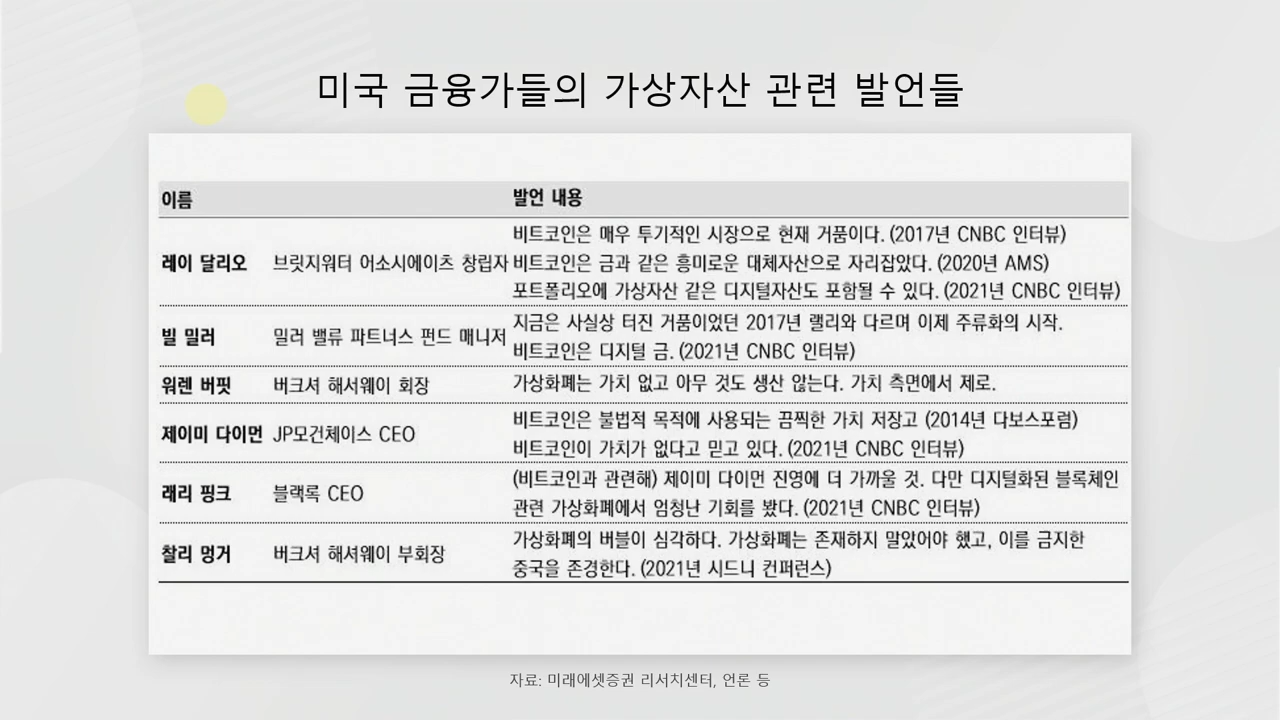 미국 금융가들의 가상자산 관련 발언들
이름 발언 내용
비트코인은 매우 투기적인 시장으로 현재 거품이다. (2017년 CNBC 인터뷰)
레이 달리오 브릿지워터 어소시에이츠 창립자 비트코인은 금과 같은 흥미로운 대체자산으로 자리잡았다. (2020년 AMS)
포트폴리오에 가상자산 같은 디지털자산도 포함될 수 있다. (2021년 CNBC 인터뷰)
지금은 사실상 터진 거품이었던 2017년 랠리와 다르며 이제 주류화의 시작.
빌 밀러 밀러 밸류 파트너스 펀드 매니저
비트코인은 디지털 금. (2021년 CNBC 인터뷰)
워렌 버핏 버크셔 해서웨이 회장 가상화폐는 가치 없고 아무 것도 생산 않는다. 가치 측면에서 제로.
비트코인은 불법적 목적에 사용되는 끔찍한 가치 저장고 (2014년 다보스포럼)
제이미 다이먼 JP모건체이스 CEO
비트코인이 가치가 없다고 믿고 있다. (2021년 CNBC 인터뷰)
(비트코인과 관련해) 제이미 다이먼 진영에 더 가까울 것. 다만 디지털화된 블록체인
래리 핑크 블랙록 CEO
관련 가상화폐에서 엄청난 기회를 봤다. (2021년 CNBC 인터뷰)
가상화폐의 버블이 심각하다. 가상화폐는 존재하지 말았어야 했고, 이를 금지한
찰리 멍거 버크셔 해셔웨이 부회장
중국을 존경한다. (2021년 시드니 컨퍼런스)
자료: 미래에셋증권 리서치센터, 언론 등